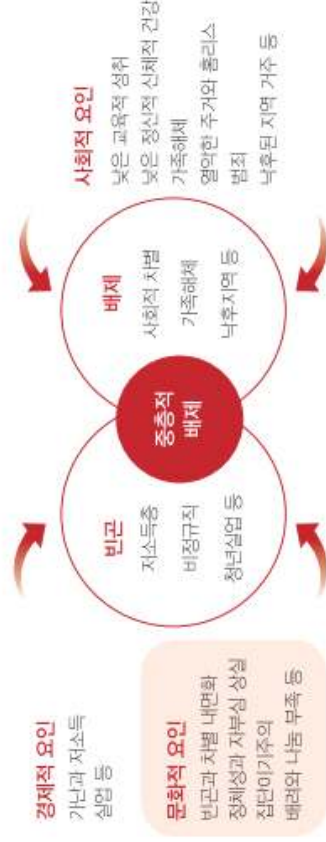 경제적 요인
가난과 저소득
실업 등
문화적 요인
빈곤과 차별 내면화
정체성과 자부심 상실
집단이기주의
배려와 나눔 부족 등
빈곤
저소득층
비정규직
청년실업 등
중층적
배제
배제
사회적 차별
가족해체
낙후지역 등
사회적 요인
낮은 교육적 성취
낮은 정신적 신체적 건강
가족해체
열악한 주거와 홈리스
범죄
낙후된 지역 거주 등